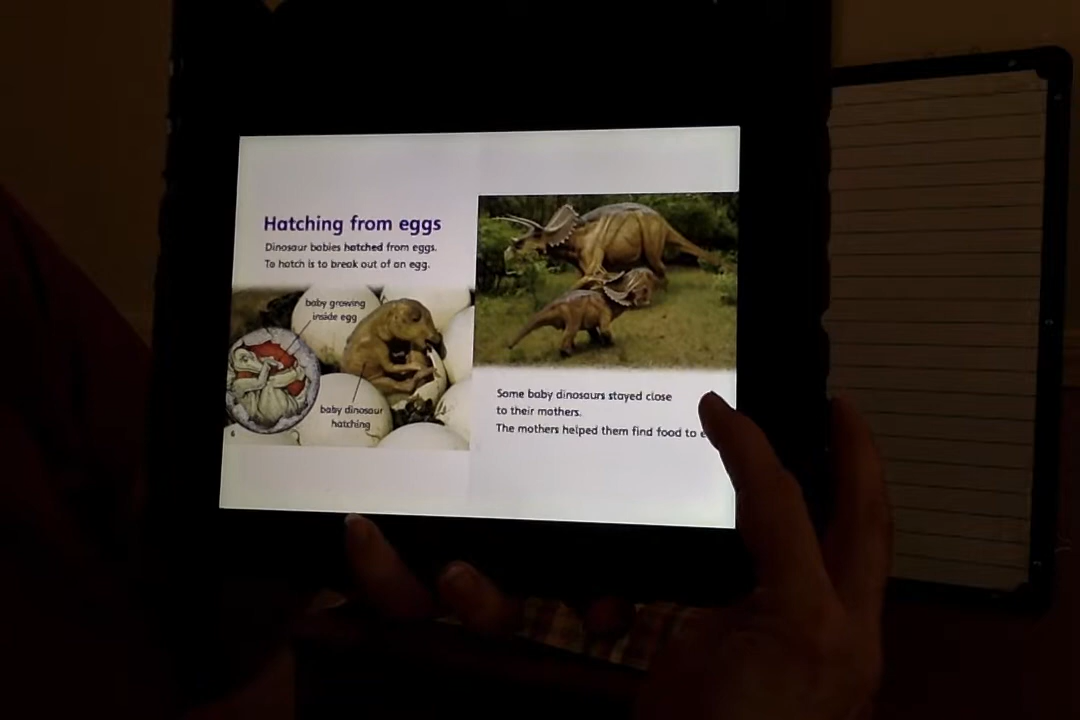 Hatching from eggs
Dinosaur babies hatched from eggs.
To hatch is to break out of an egg.
baby growing
inside egg
baby dinosaur
hatching
6
Some baby dinosaurs stayed close
to their mothers.
The mothers helped them find food to